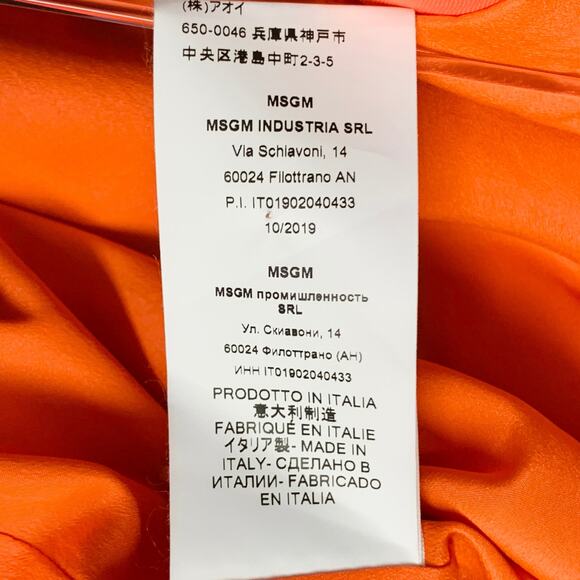 (株)アオイ
650-0046 兵庫県神戸市
中央区港島中町2-3-5
MSGM
MSGM INDUSTRIA SRL
Via Schiavoni, 14
60024 Filottrano AN
P.I. IT01902040433
10/2019
MSGM
MSGM промишленность
SRL
Ул. Скиавони, 14
60024 Филоттрано (АН)
ИНН IT01902040433
PRODOTTO IN ITALIA
意大利制造
FABRIQUÉ EN ITALIE
イタリア製- MADE IN
ITALY- СДЕЛАНО В
ИТАЛИИ- FABRICADO
EN ITALIA